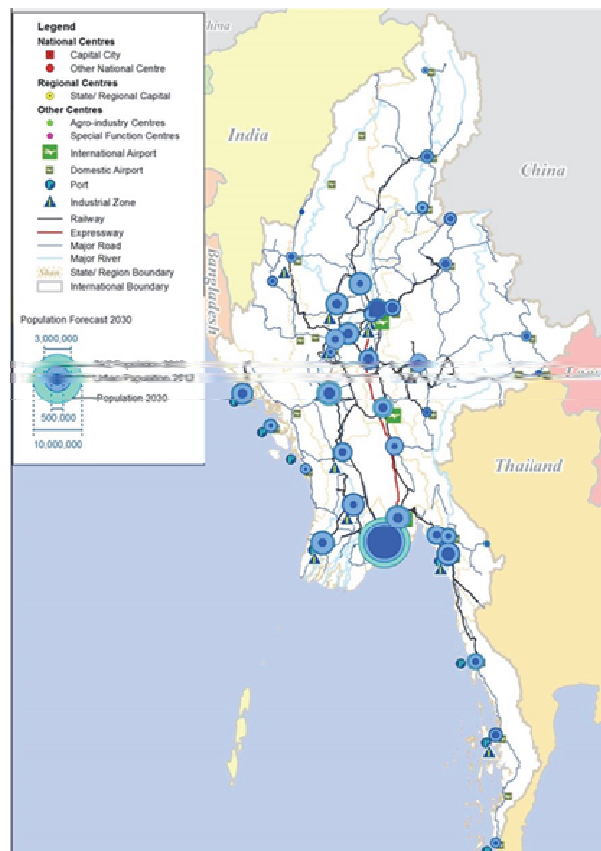 Legend
National Centres
Capital City
Other National Centre
Regional Centres
State/ Regional Capital
Other Centres
Agro-industry Centres
Special Function Centres
International Airport
Domestic Airport
Port
Industrial Zone
Railway
Expressway
Major Road
Major River
Shan State/ Region Boundary
International Boundary
Population Forecast 2030
3,000,000
Urban Population
Population 2030
500,000
10,000,000
China
India
China
Bangladesh
Thailand